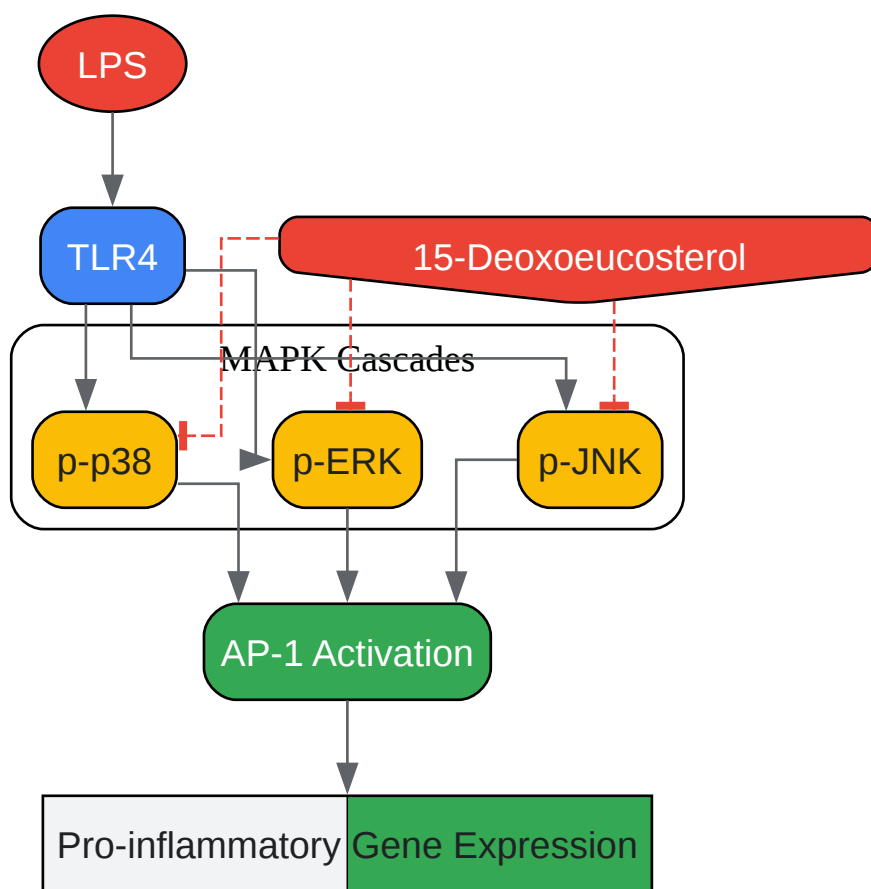 LPS
TLR4
15-Deoxoeucosterol
MAPK Cascades
p-p38
p-ERK
p-JNK
AP-1 Activation
Pro-inflammatory Gene Expression